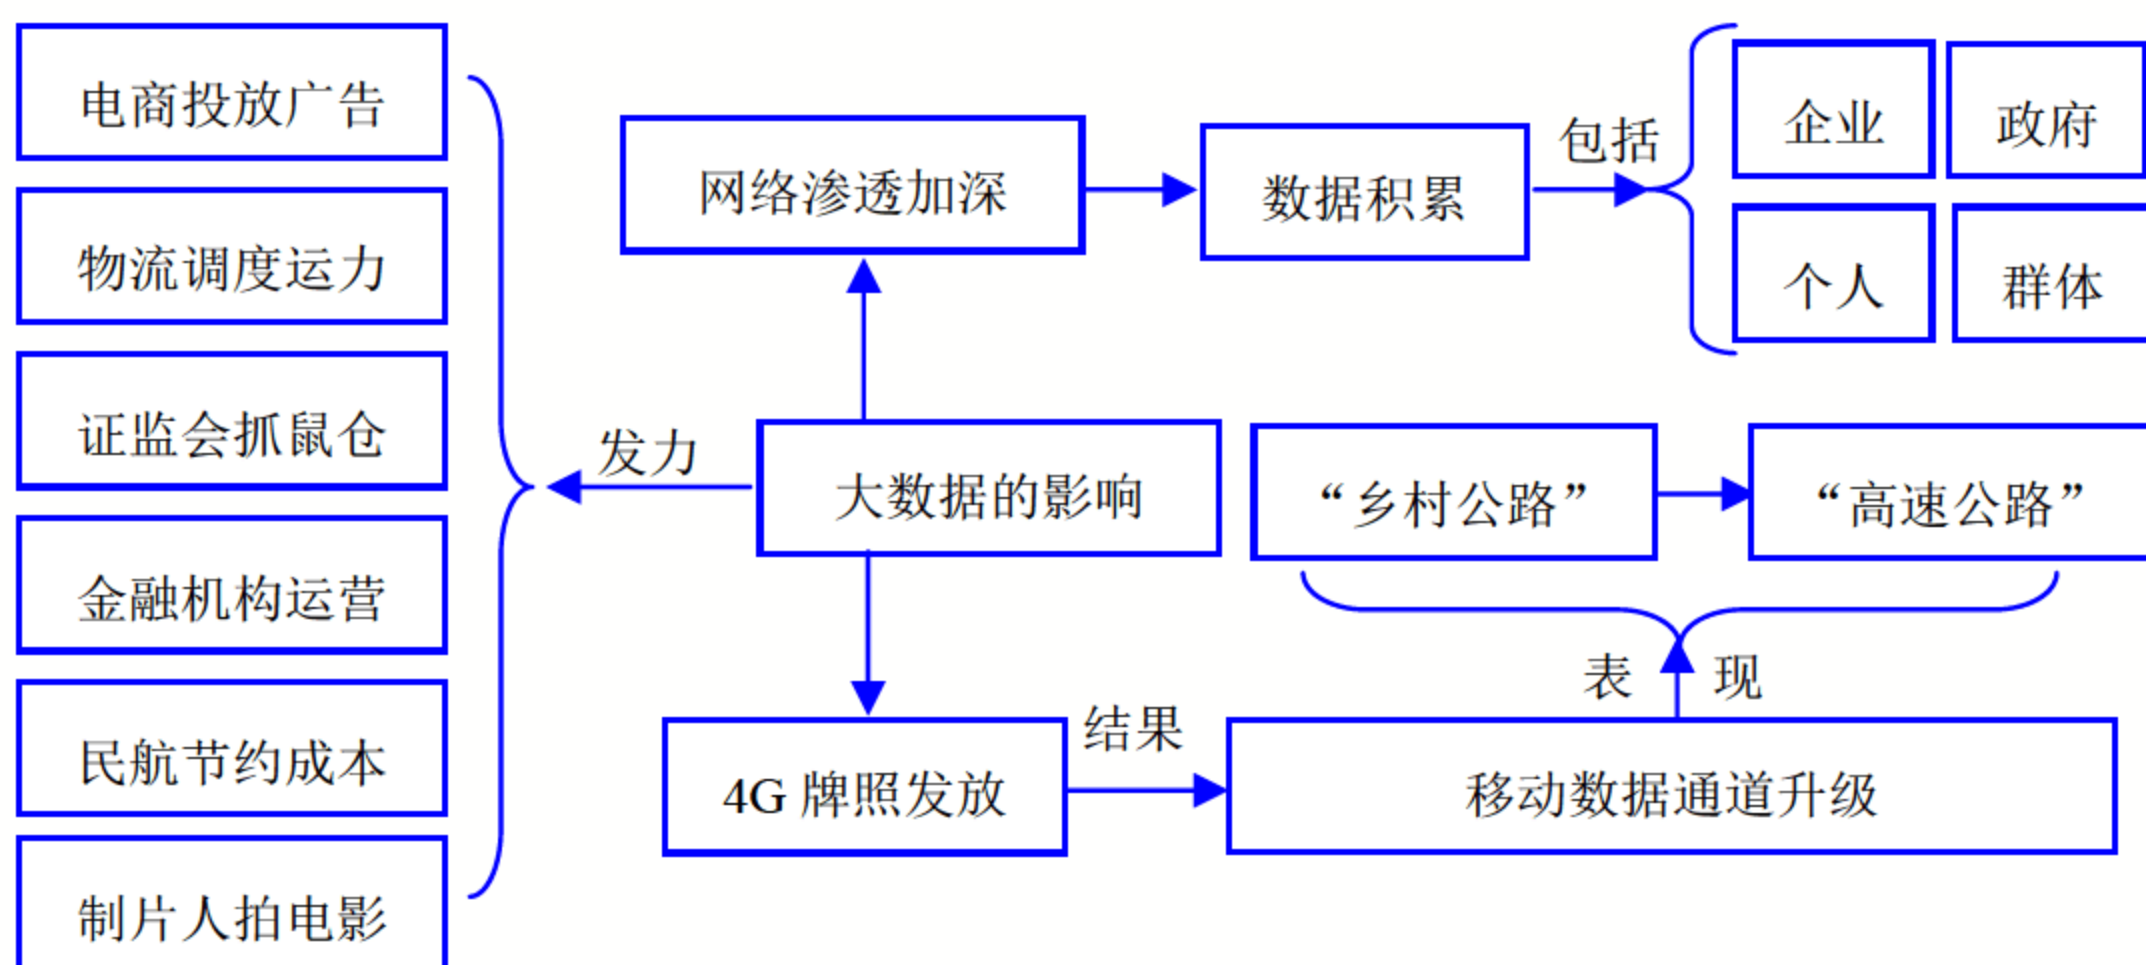 电商投放广告
物流调度运力
证监会抓鼠仓
金融机构运营
民航节约成本
制片人拍电影
发力
大数据的影响
网络渗透加深
数据积累
包括
企业
政府
个人
群体
“乡村公路”
“高速公路”
表 现
4G 牌照发放
结果
移动数据通道升级